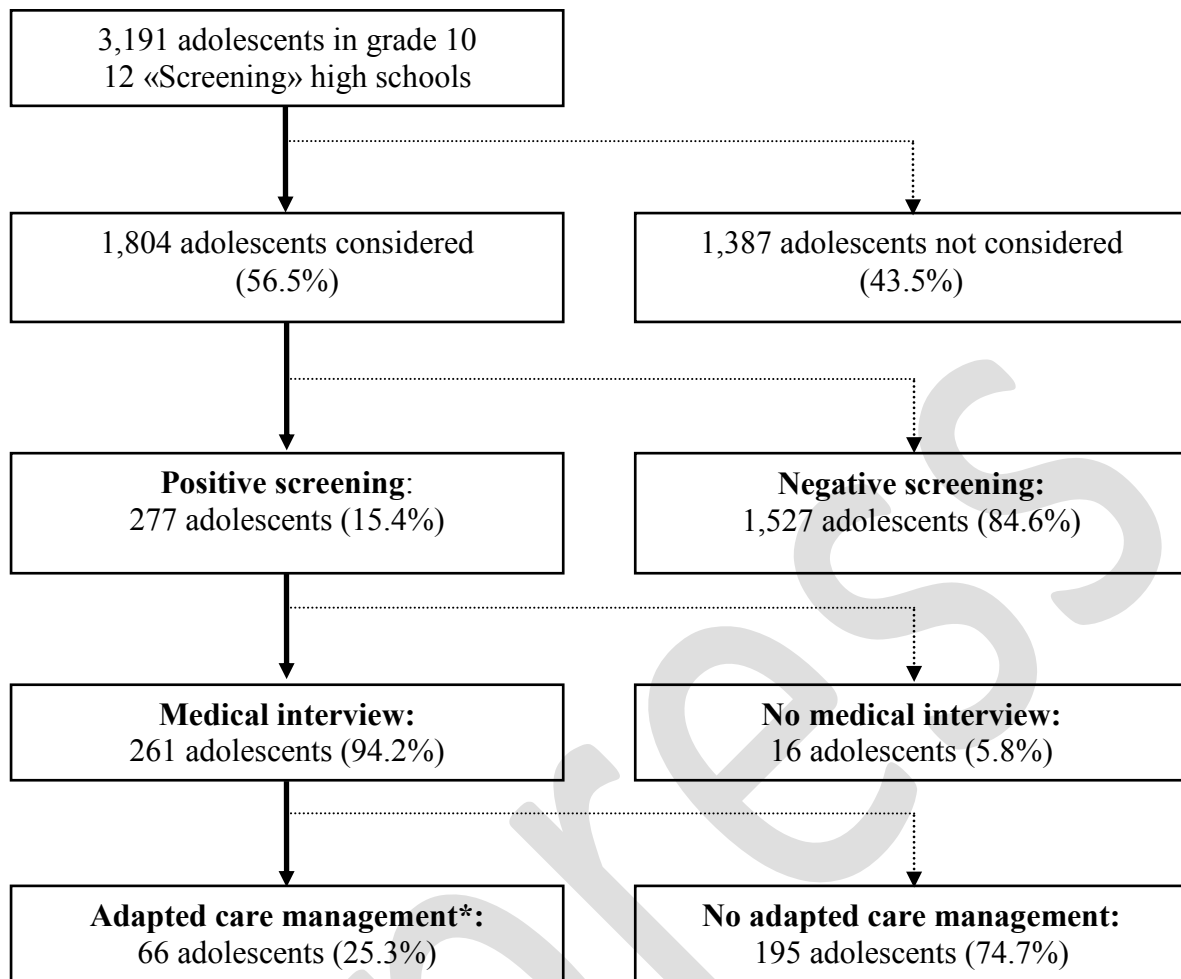 3,191 adolescents in grade 10
12 «Screening» high schools
1,804 adolescents considered
(56.5%)
1,387 adolescents not considered
(43.5%)
Positive screening:
277 adolescents (15.4%)
Negative screening:
1,527 adolescents (84.6%)
Medical interview:
261 adolescents (94.2%)
No medical interview:
16 adolescents (5.8%)
Adapted care management*:
66 adolescents (25.3%)
No adapted care management:
195 adolescents (74.7%)
press